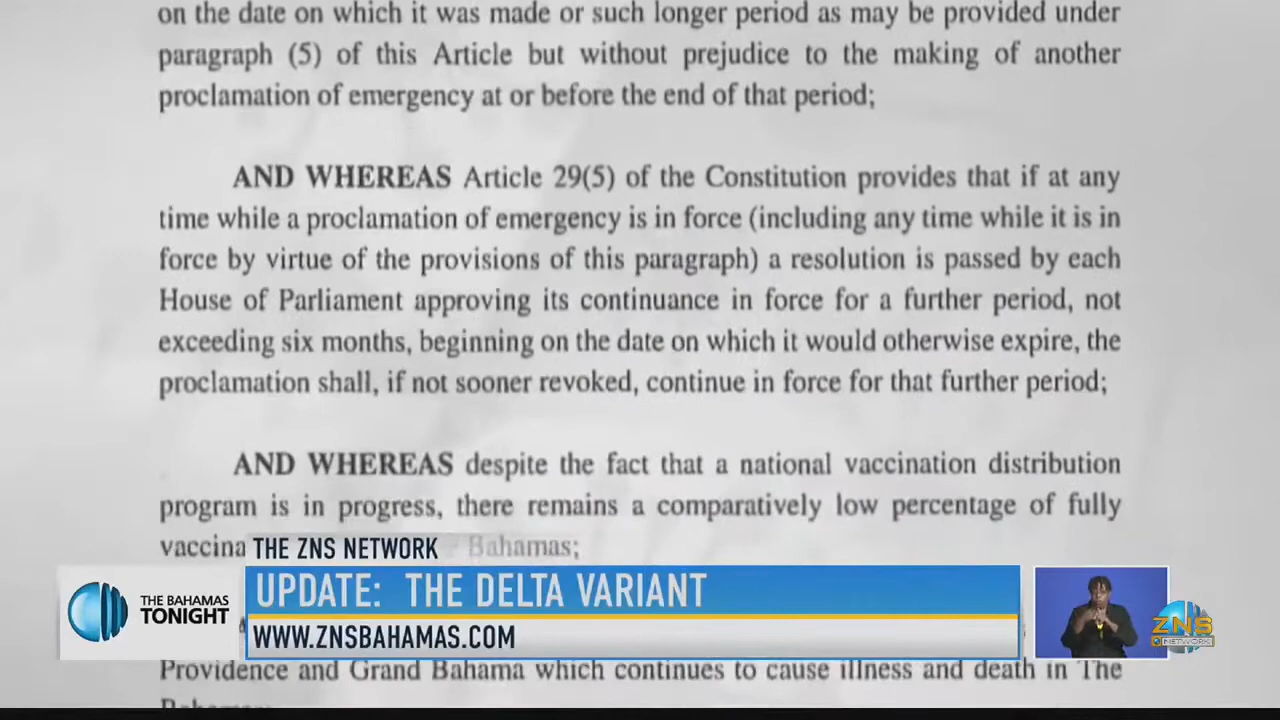 on the date on which it was made or such longer period as may be provided under
paragraph (5) of this Article but without prejudice to the making of another
proclamation of emergency at or before the end of that period;
AND WHEREAS Article 29(5) of the Constitution provides that if at any
time while a proclamation of emergency is in force (including any time while it is in
force by virtue of the provisions of this paragraph) a resolution is passed by each
House of Parliament approving its continuance in force for a further period, not
exceeding six months, beginning on the date on which it would otherwise expire, the
proclamation shall, if not sooner revoked, continue in force for that further period;
AND WHEREAS despite the fact that a national vaccination distribution
program is in progress, there remains a comparatively low percentage of fully
Bahamas;
THE ZNS NETWORK
UPDATE: THE DELTA VARIANT
WWW.ZNSBAHAMAS.COM
THE BAHAMAS
TONIGHT
ZNS
NETWORK
Providence and Grand Bahama which continues to cause illness and death in The